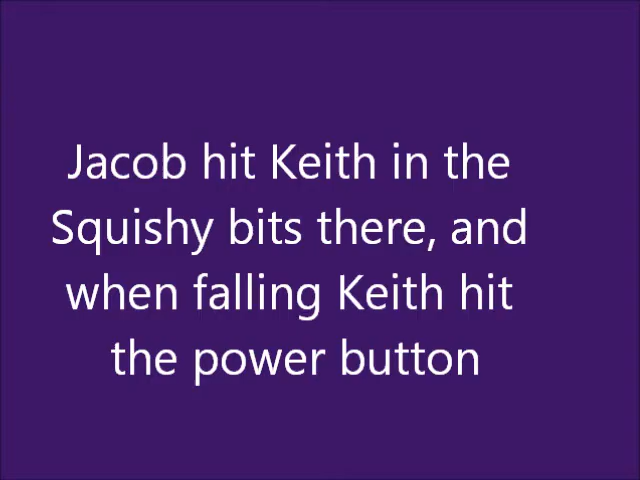 Jacob hit Keith in the
Squishy bits there, and
when falling Keith hit
the power button